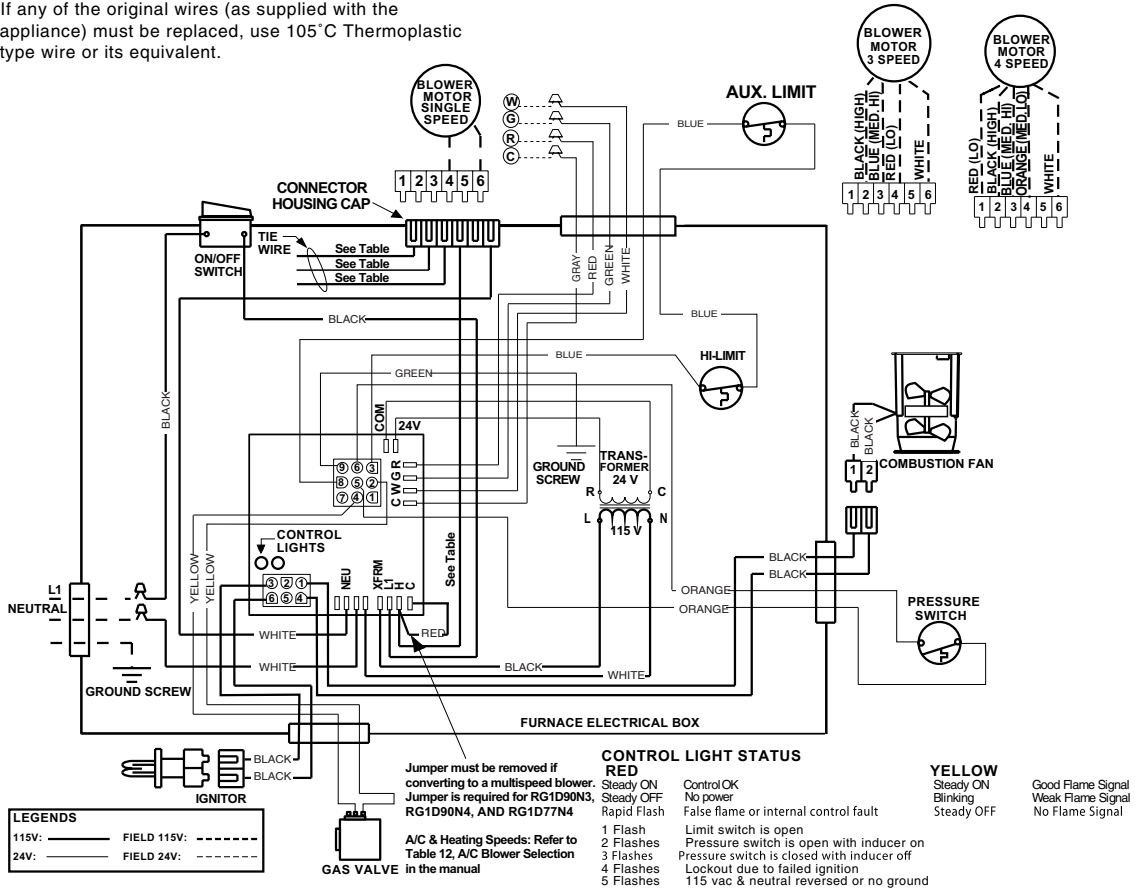 If any of the original wires (as supplied with the
appliance) must be replaced, use 105˚C Thermoplastic
type wire or its equivalent.
BLOWER
MOTOR
SINGLE
SPEED
1 2 3 4 5 6
W
G
R
C
AUX. LIMIT
BLUE
BLOWER
MOTOR
3 SPEED
BLACK (HIGH)
BLUE (MED. HI)
RED (LO)
WHITE
1 2 3 4 5 6
BLOWER
MOTOR
4 SPEED
RED (LO)
BLACK (HIGH)
BLUE (MED. HI)
ORANGE (MED.LO)
WHITE
1 2 3 4 5 6
CONNECTOR
HOUSING CAP
ON/OFF
SWITCH
TIE
WIRE
See Table
See Table
See Table
GRAY
RED
GREEN
WHITE
BLACK
BLUE
BLUE
HI-LIMIT
GREEN
BLACK
COM
24V
GROUND
SCREW
TRANS-
FORMER
24 V
R C
L N
115 V
BLACK
BLACK
1 2
COMBUSTION FAN
9 6 3
8 5 2
7 4 1
C W G R
CONTROL
LIGHTS
3 2 1
6 5 4
NEU
XFRM
L1
H
C
See Table
YELLOW
YELLOW
L1
NEUTRAL
GROUND SCREW
WHITE
RED
WHITE
BLACK
WHITE
BLACK
BLACK
ORANGE
ORANGE
PRESSURE
SWITCH
FURNACE ELECTRICAL BOX
BLACK
BLACK
IGNITOR
GAS VALVE
LEGENDS
115V: FIELD 115V:
24V: FIELD 24V:
Jumper must be removed if
converting to a multispeed blower.
Jumper is required for RG1D90N3,
RG1D90N4, AND RG1D77N4
A/C & Heating Speeds: Refer to
Table 12, A/C Blower Selection
in the manual
CONTROL LIGHT STATUS
RED
Steady ON Control OK
Steady OFF No power
Rapid Flash False flame or internal control fault
1 Flash Limit switch is open
2 Flashes Pressure switch is open with inducer on
3 Flashes Pressure switch is closed with inducer off
4 Flashes Lockout due to failed ignition
5 Flashes 115 vac & neutral reversed or no ground
YELLOW
Steady ON Good Flame Signal
Blinking Weak Flame Signal
Steady OFF No Flame Signal